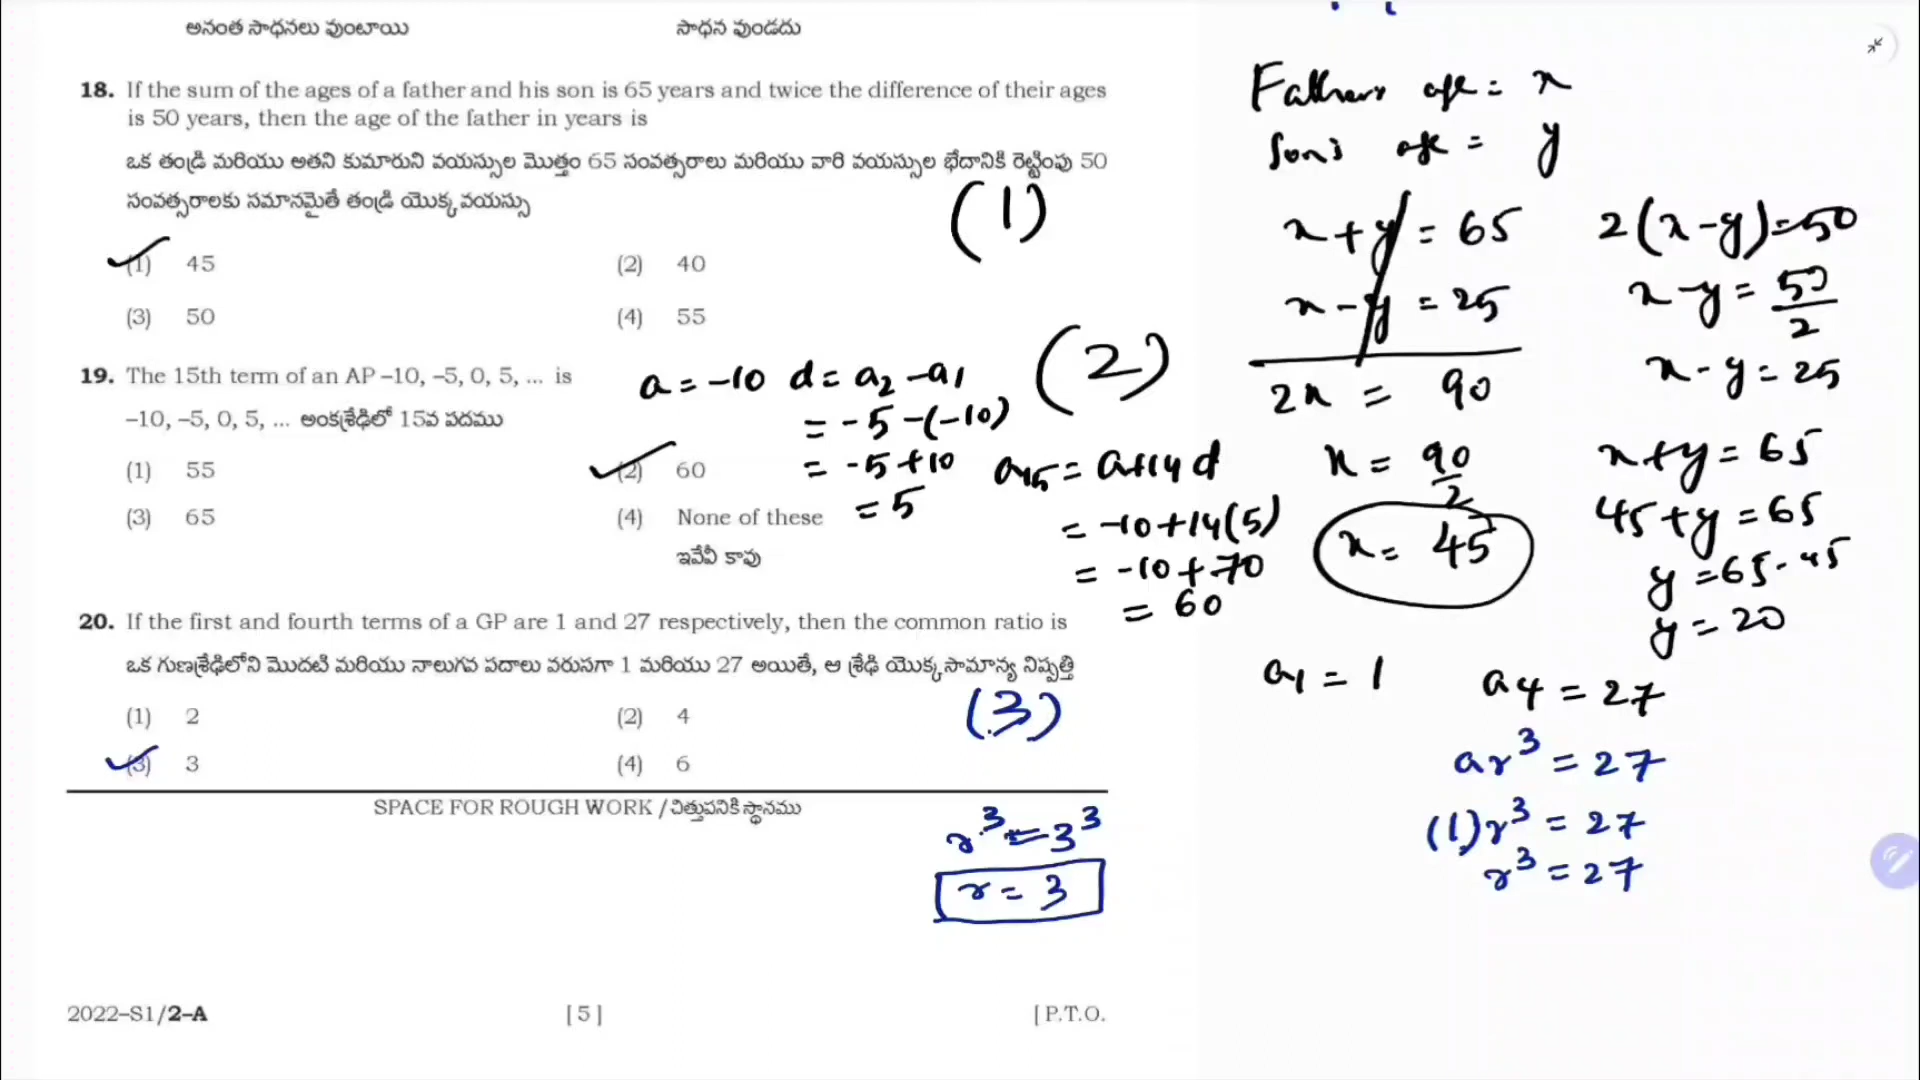 అనంత సాధనలు వుంటాయి
సాధన వుండదు
18. If the sum of the ages of a father and his son is 65 years and twice the difference of their ages
is 50 years, then the age of the father in years is
ఒక తండ్రి మరియు అతని కుమారుని వయస్సుల మొత్తం 65 సంవత్సరాలు మరియు వారి వయస్సుల భేదానికి రెట్టింపు 50
సంవత్సరాలకు సమానమైతే తండ్రి యొక్క వయస్సు
(1)
(1) 45
(2) 40
(3) 50
(4) 55
19. The 15th term of an AP –10, –5, 0, 5, ... is
–10, –5, 0, 5, ... అంకశ్రేఢిలో 15వ పదము
(1) 55
(2) 60
(3) 65
(4) None of these
ఇవేవీ కావు
a = -10 d = a2 - a1
= -5 -(-10)
= -5 + 10
= 5
(2)
a15 = a+14d
= -10+14(5)
= -10+70
= 60
20. If the first and fourth terms of a GP are 1 and 27 respectively, then the common ratio is
ఒక గుణశ్రేఢిలోని మొదటి మరియు నాలుగవ పదాలు వరుసగా 1 మరియు 27 అయితే, ఆ శ్రేఢి యొక్క సామాన్య నిష్పత్తి
(3)
(1) 2
(2) 4
(3) 3
(4) 6
SPACE FOR ROUGH WORK / చిత్తుపనికి స్థానము
r³ = 3³
r = 3
2022–S1/2–A
[ 5 ]
[ P.T.O.
Father's age = x
Son's age = y
x + y = 65
x - y = 25
2x = 90
x = 90/2
x = 45
2(x-y)=50
x-y = 50/2
x-y = 25
x+y = 65
45+y = 65
y = 65-45
y = 20
a1 = 1
a4 = 27
ar³ = 27
(1)r³ = 27
r³ = 27